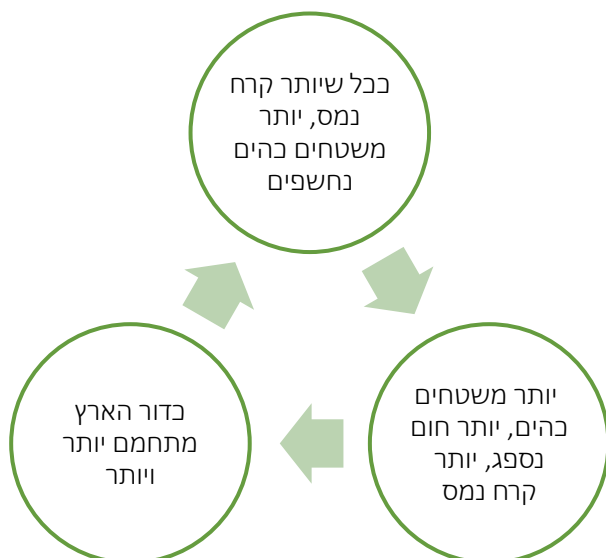 ככל שיותר קרח
נמס, יותר
משטחים כהים
נחשפים
יותר משטחים
כהים, יותר חום
נספג, יותר
קרח נמס
כדור הארץ
מתחמם יותר
ויותר